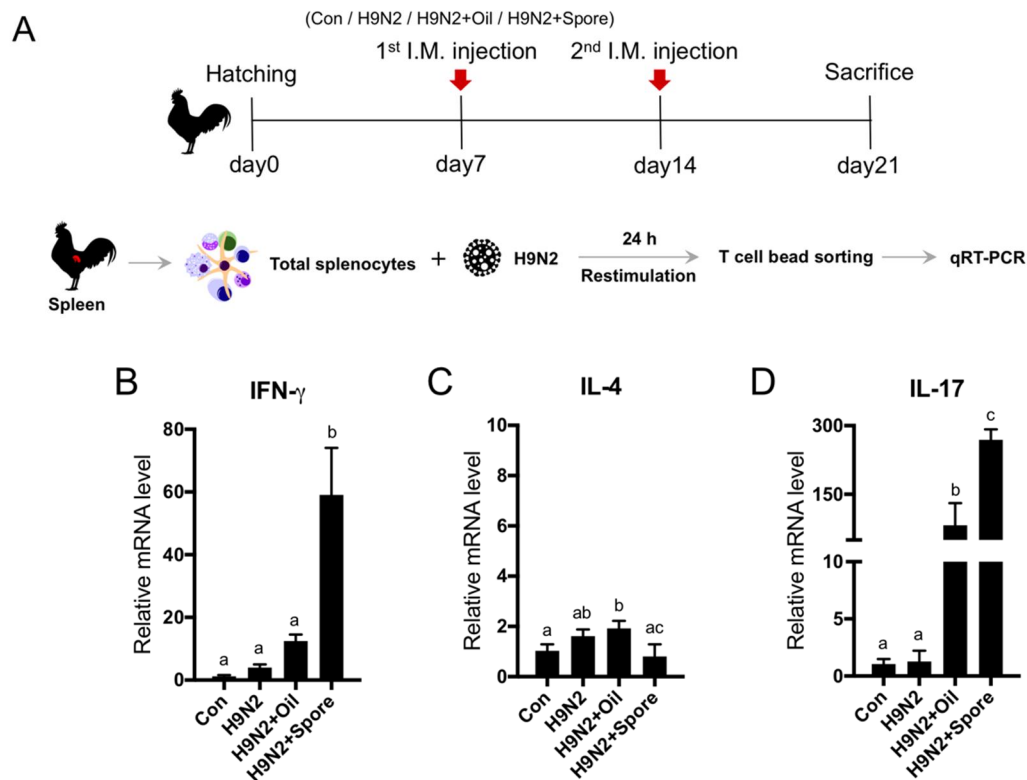 A
(Con / H9N2 / H9N2+Oil / H9N2+Spore)
1st I.M. injection
2nd I.M. injection
Hatching
Sacrifice
day0
day7
day14
day21
Spleen
Total splenocytes
+
H9N2
24 h
Restimulation
T cell bead sorting
qRT-PCR
B
IFN-γ
Relative mRNA level
80
60
40
20
0
a
a
a
b
Con
H9N2
H9N2+Oil
H9N2+Spore
C
IL-4
Relative mRNA level
10
8
6
4
2
0
a
ab
b
ac
Con
H9N2
H9N2+Oil
H9N2+Spore
D
IL-17
Relative mRNA level
300
150
10
5
0
a
a
b
c
Con
H9N2
H9N2+Oil
H9N2+Spore